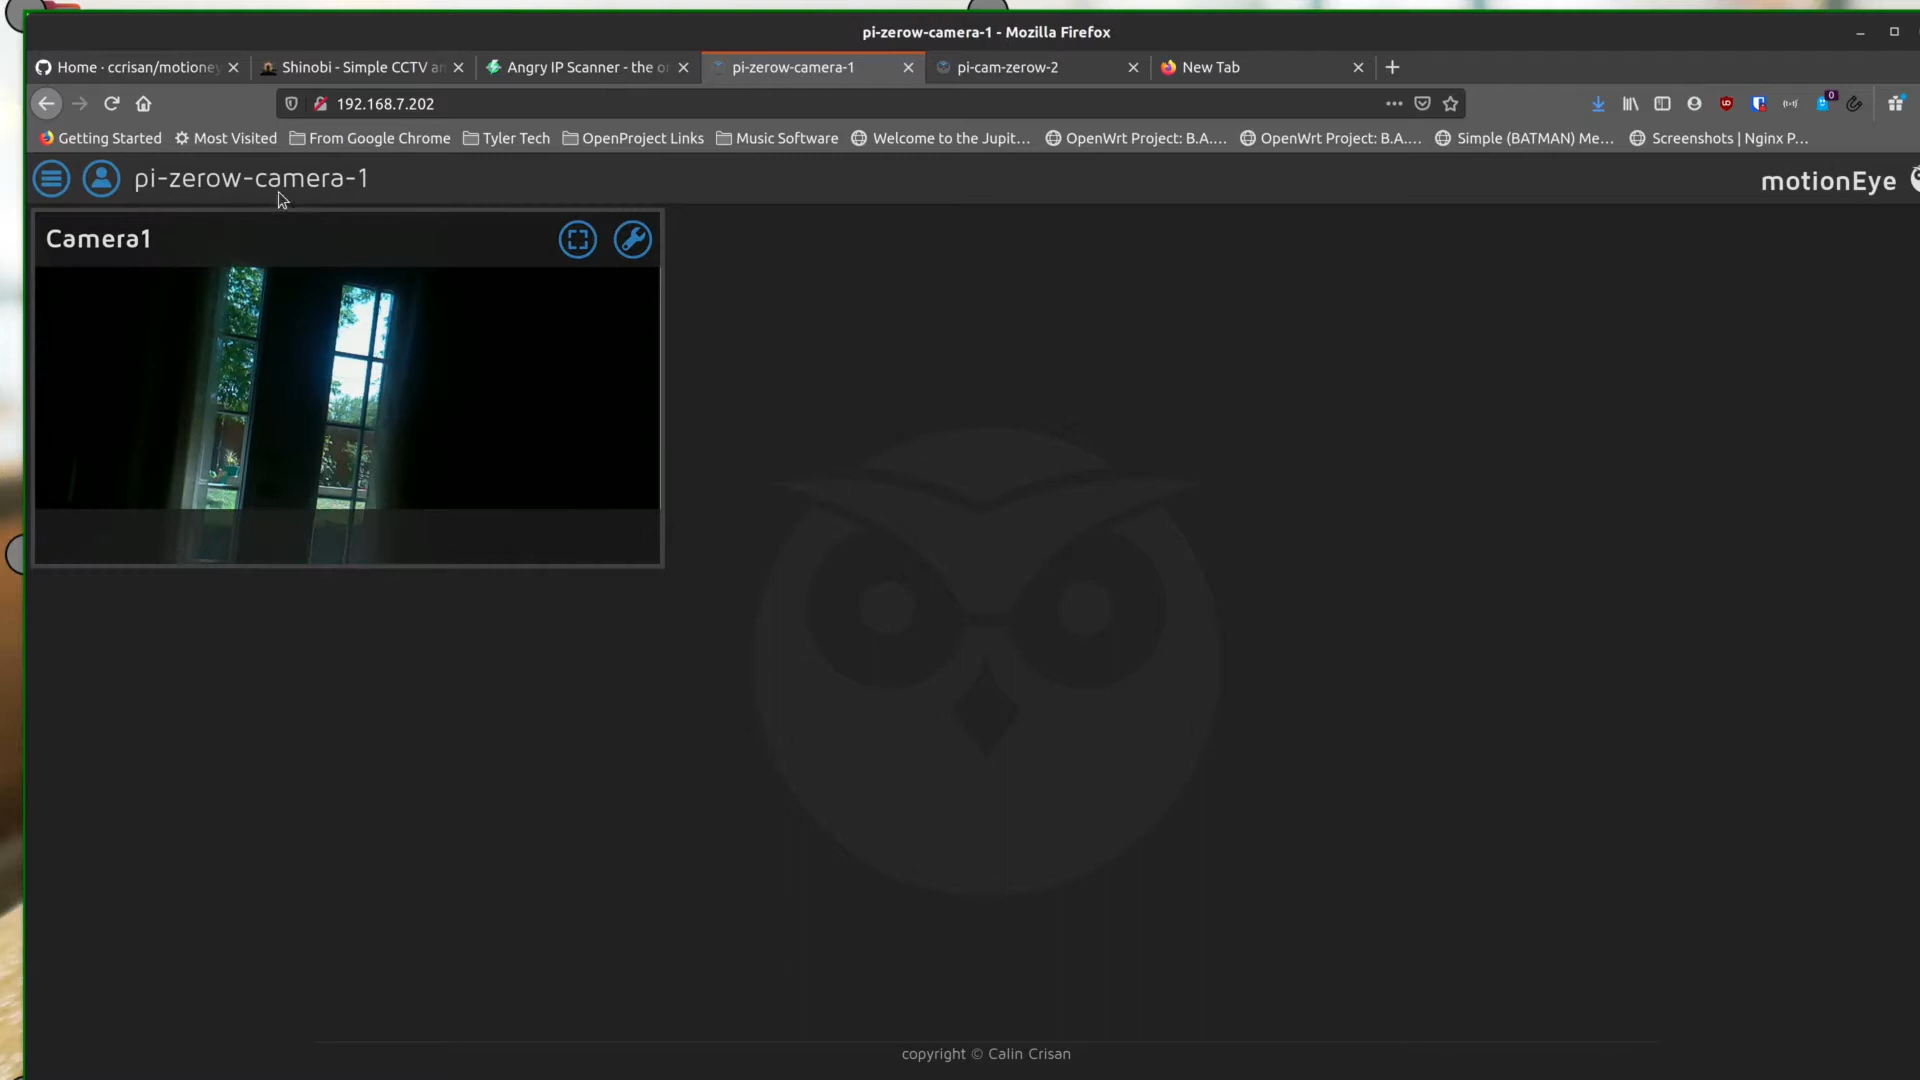 pi-zerow-camera-1 - Mozilla Firefox
Home · ccrisan/motioney
Shinobi - Simple CCTV an
Angry IP Scanner - the or
pi-zerow-camera-1
pi-cam-zerow-2
New Tab
192.168.7.202
0
Getting Started
Most Visited
From Google Chrome
Tyler Tech
OpenProject Links
Music Software
Welcome to the Jupit...
OpenWrt Project: B.A....
OpenWrt Project: B.A....
Simple (BATMAN) Me...
Screenshots | Nginx P...
pi-zerow-camera-1
motionEye
Camera1
copyright © Calin Crisan